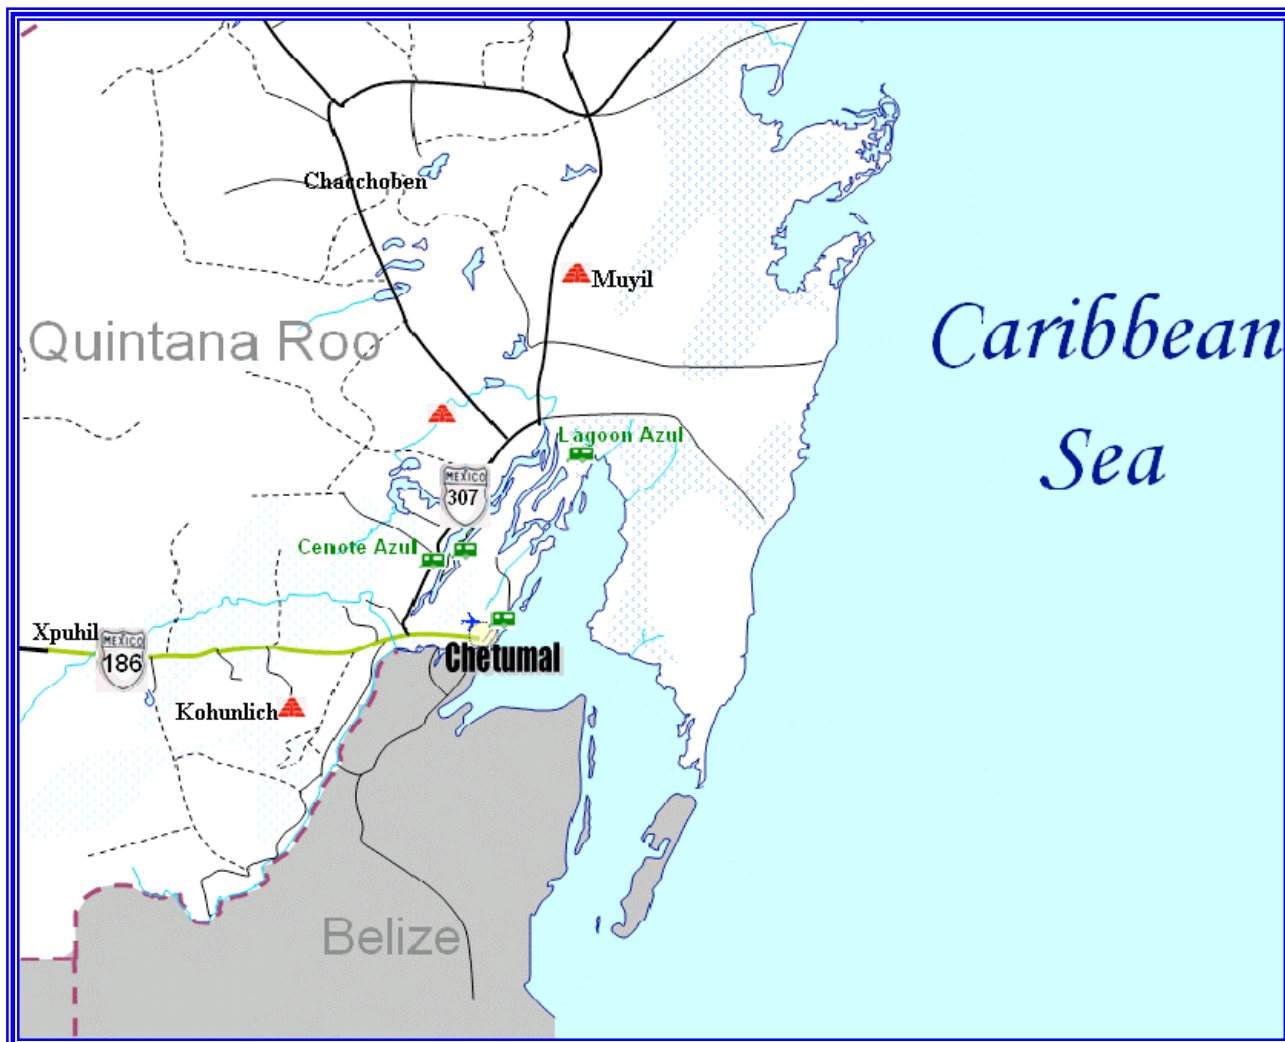 Chacchoben
Muyil
Quintana Roo
Caribbean
Sea
Lagoon Azul
MEXICO
307
Cenote Azul
Xpuhil
MEXICO
186
Chetumal
Kohunlich
Belize